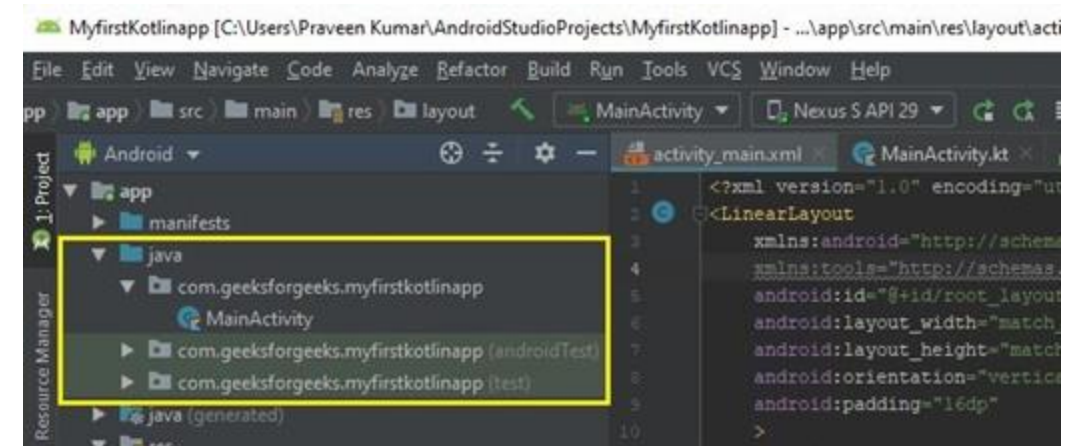 MyfirstKotlinapp [C:\Users\Praveen Kumar\AndroidStudioProjects\MyfirstKotlinapp] - ...\app\src\main\res\layout\acti
File Edit View Navigate Code Analyze Refactor Build Run Tools VCS Window Help
pp app src main res layout MainActivity Nexus S API 29
1: Project
Resource Manager
Android
app
manifests
java
com.geeksforgeeks.myfirstkotlinapp
MainActivity
com.geeksforgeeks.myfirstkotlinapp (androidTest)
com.geeksforgeeks.myfirstkotlinapp (test)
java (generated)
res
activity_main.xml MainActivity.kt
1 <?xml version="1.0" encoding="ut
2 <LinearLayout
3 xmlns:android="http://schema
4 xmlns:tools="http://schemas.
5 android:id="@+id/root_layout
6 android:layout_width="match_
7 android:layout_height="match
8 android:orientation="vertica
9 android:padding="16dp"
10 >